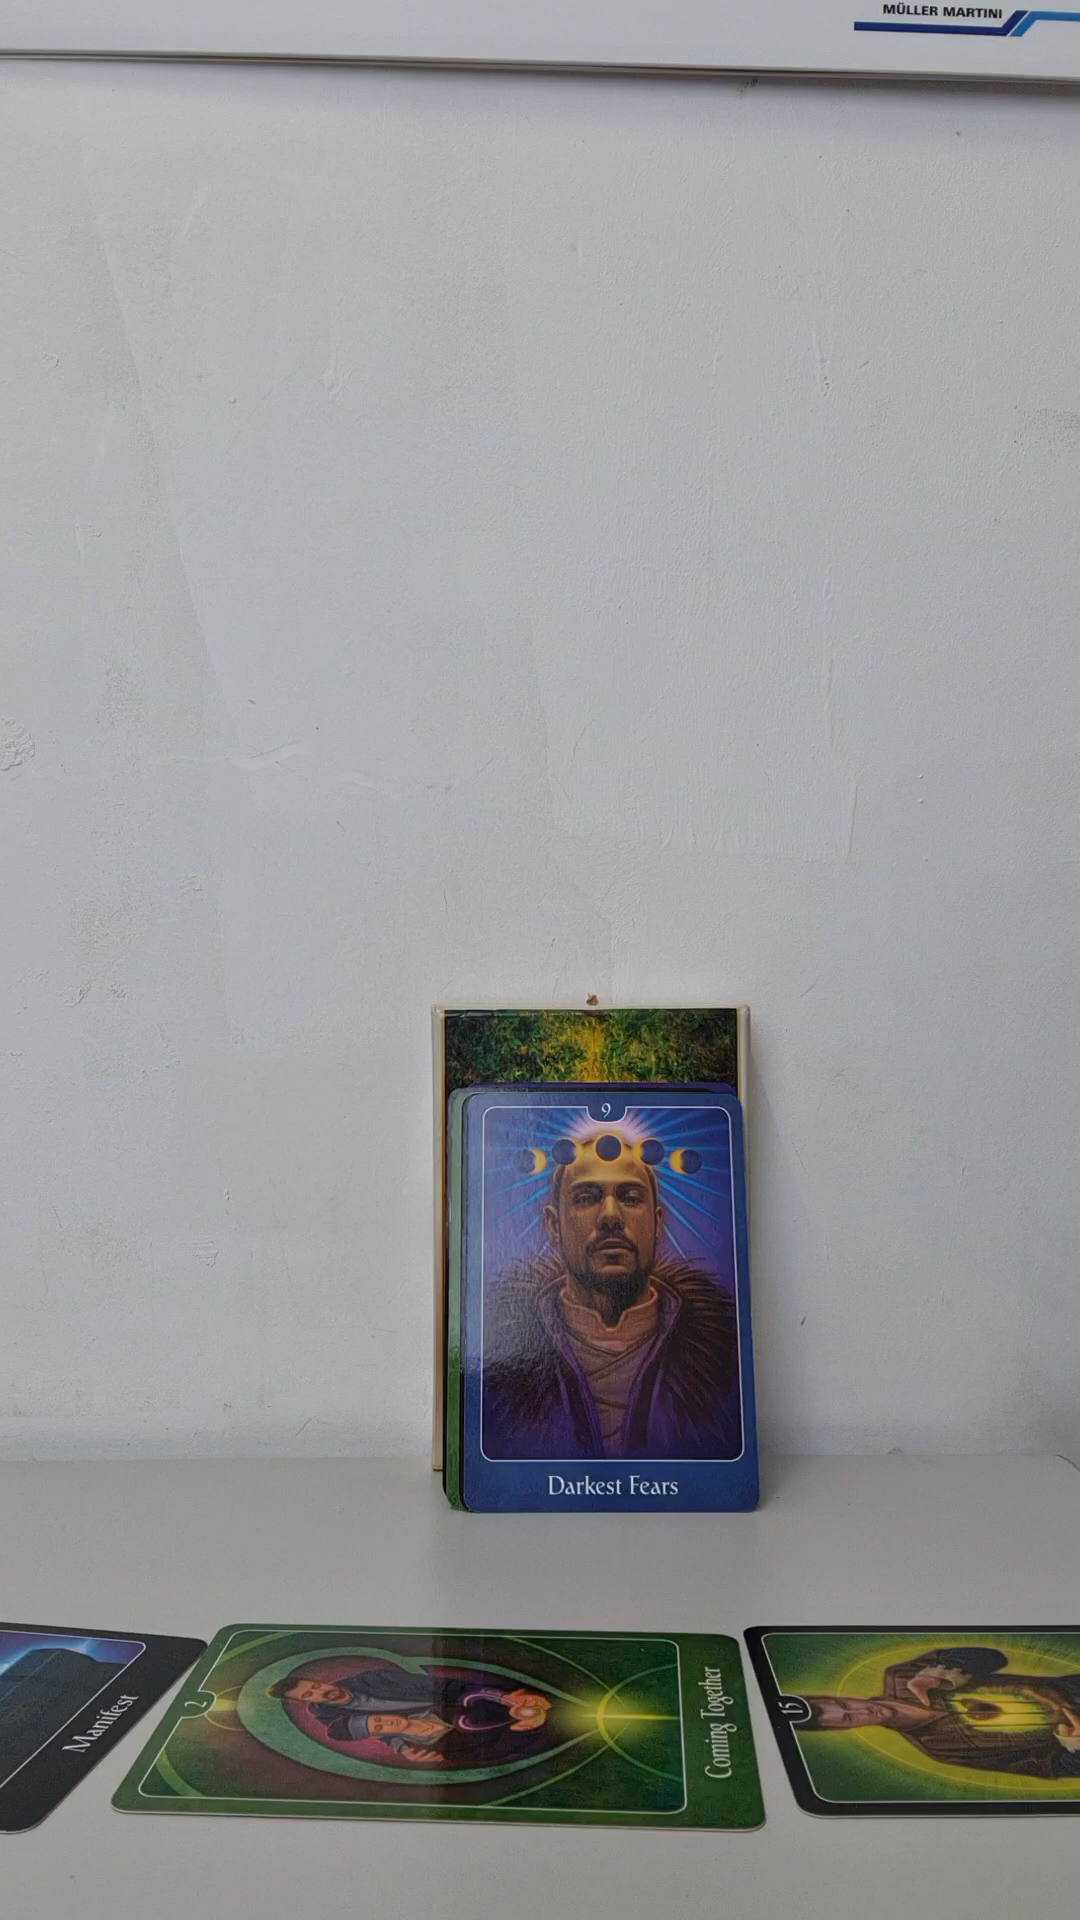 MÜLLER MARTINI
9
Darkest Fears
Manifest
2
Coming Together
15